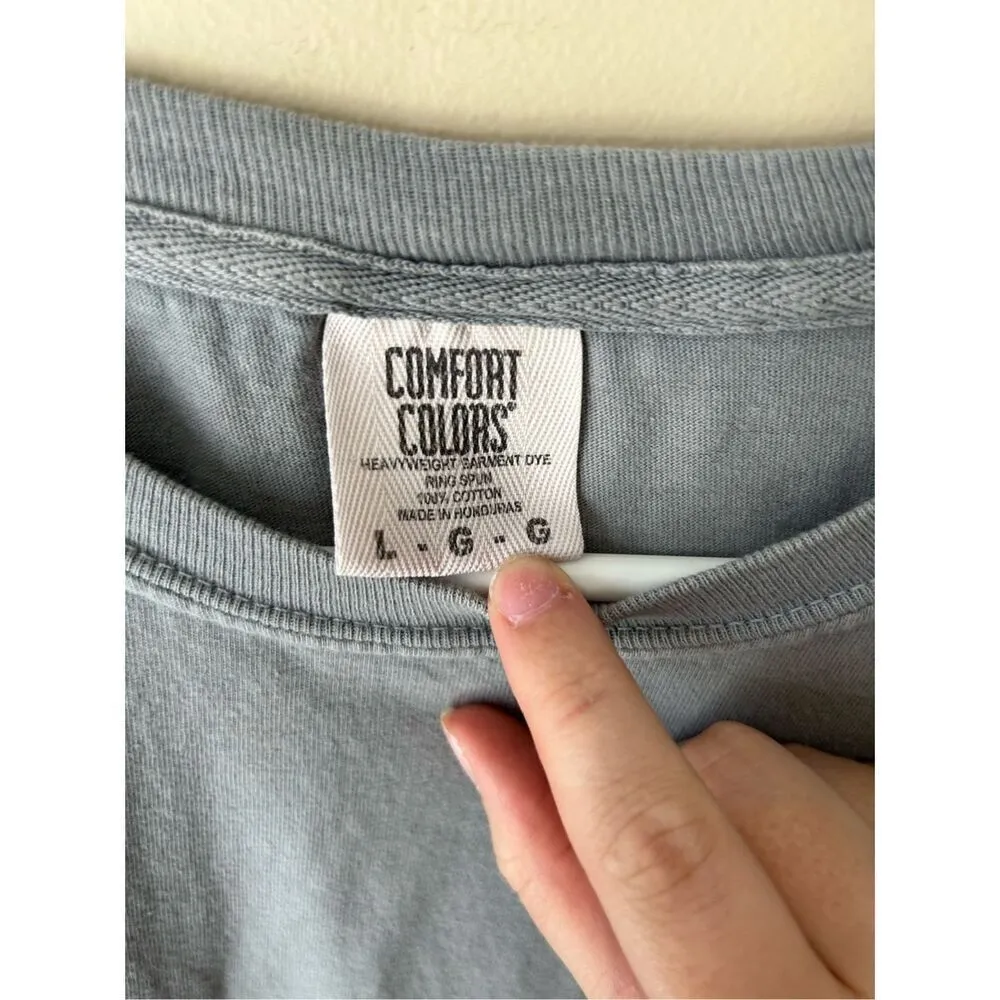 COMFORT
COLORS®
HEAVYWEIGHT GARMENT DYE
RING SPUN
100% COTTON
MADE IN HONDURAS
L - G - G